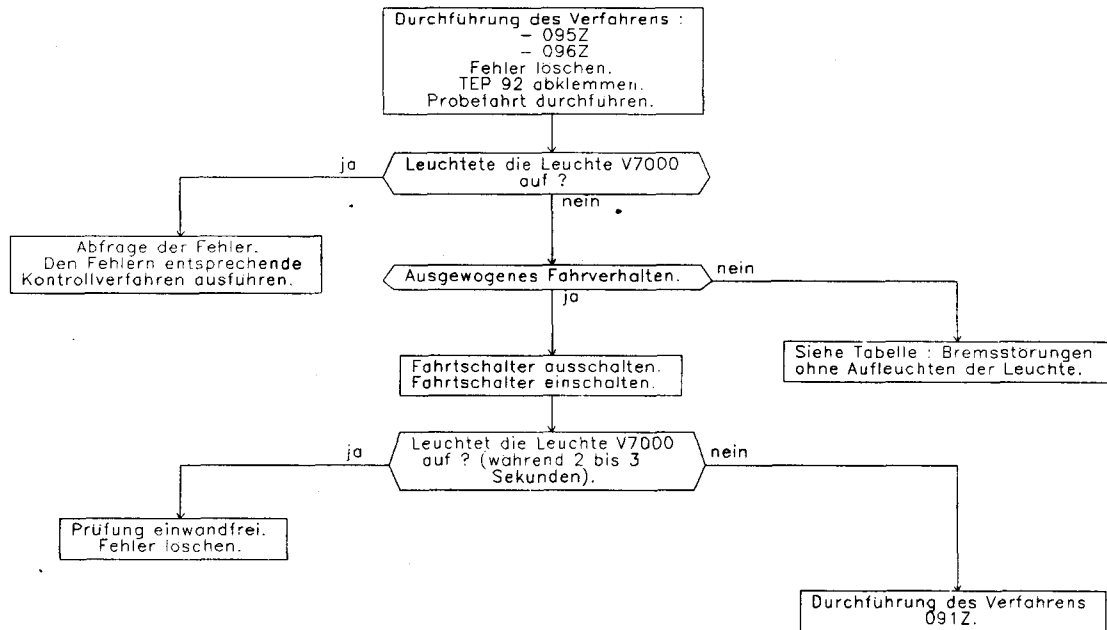 Durchführung des Verfahrens :
- 095Z
- 096Z
Fehler löschen.
TEP 92 abklemmen.
Probefahrt durchführen.
ja
Leuchtete die Leuchte V7000
auf ?
nein
Abfrage der Fehler.
Den Fehlern entsprechende
Kontrollverfahren ausführen.
Ausgewogenes Fahrverhalten.
nein
ja
Siehe Tabelle : Bremsstörungen
ohne Aufleuchten der Leuchte.
Fahrtschalter ausschalten.
Fahrtschalter einschalten.
ja
Leuchtet die Leuchte V7000
auf ? (während 2 bis 3
Sekunden).
nein
Prüfung einwandfrei.
Fehler löschen.
Durchführung des Verfahrens
091Z.